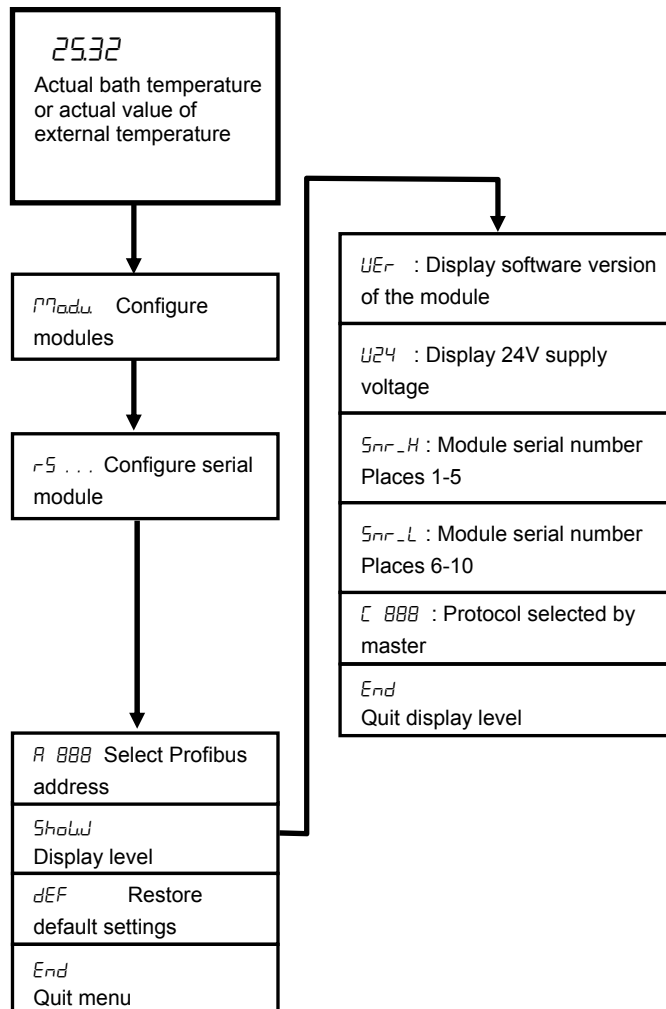 25.32
Actual bath temperature
or actual value of
external temperature
Modu Configure
modules
rS . . . Configure serial
module
A 888 Select Profibus
address
ShoW
Display level
dEF Restore
default settings
End
Quit menu
UEr : Display software version
of the module
U24 : Display 24V supply
voltage
Snr_H : Module serial number
Places 1-5
Snr_L : Module serial number
Places 6-10
C 888 : Protocol selected by
master
End
Quit display level